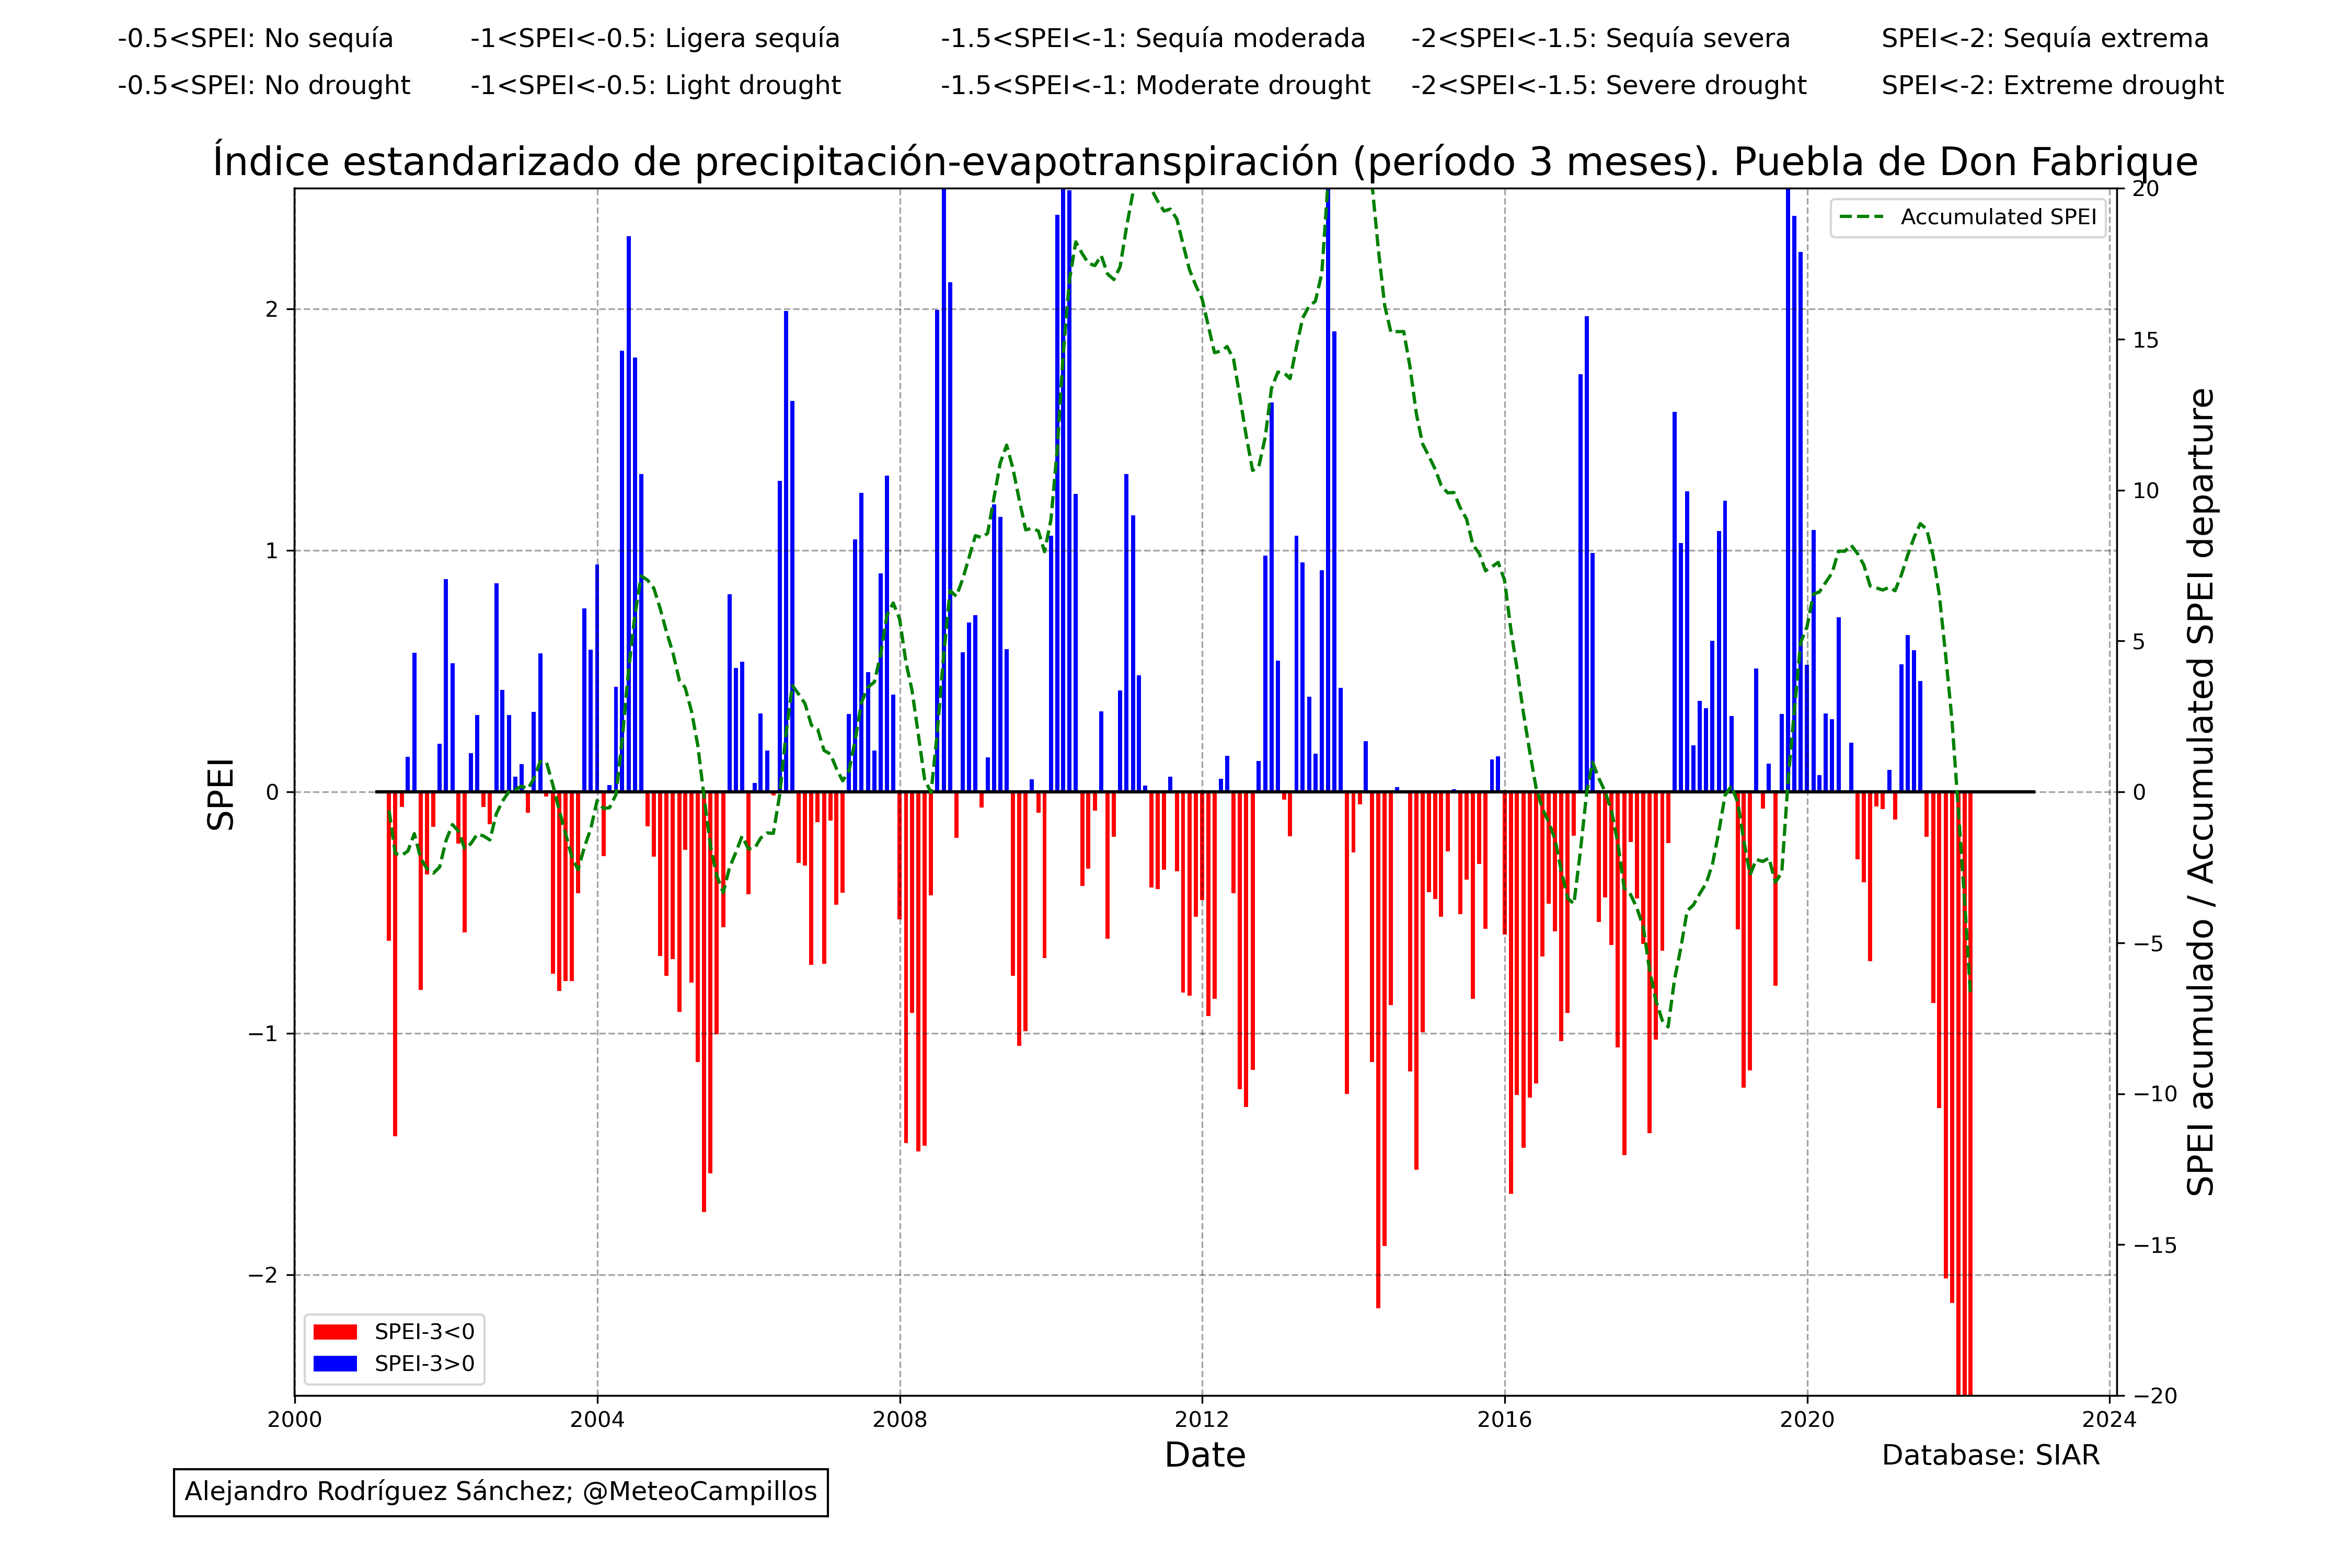 -0.5<SPEI: No sequía -1<SPEI<-0.5: Ligera sequía -1.5<SPEI<-1: Sequía moderada -2<SPEI<-1.5: Sequía severa SPEI<-2: Sequía extrema
-0.5<SPEI: No drought -1<SPEI<-0.5: Light drought -1.5<SPEI<-1: Moderate drought -2<SPEI<-1.5: Severe drought SPEI<-2: Extreme drought
Índice estandarizado de precipitación-evapotranspiración (período 3 meses). Puebla de Don Fabrique
Accumulated SPEI
SPEI
2
1
0
−1
−2
20
15
10
5
0
−5
−10
−15
−20
SPEI acumulado / Accumulated SPEI departure
SPEI-3<0
SPEI-3>0
2000 2004 2008 2012 2016 2020 2024
Date
Database: SIAR
Alejandro Rodríguez Sánchez; @MeteoCampillos